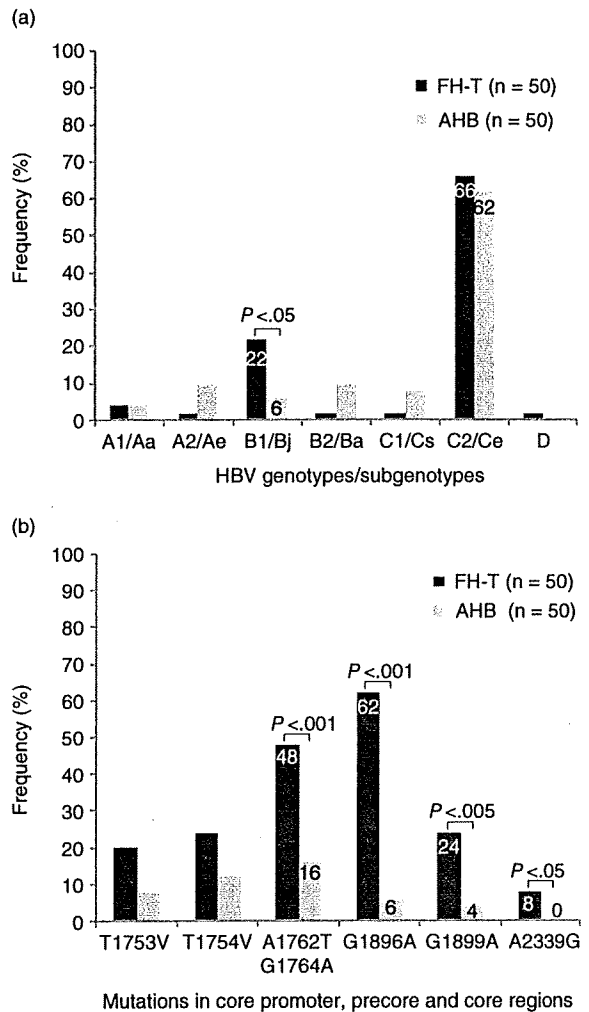 (a)
100
90
80
70
60
50
40
30
20
10
0
Frequency (%)
FH-T (n = 50)
AHB (n = 50)
P <.05
22
6
66
62
A1/Aa A2/Ae B1/Bj B2/Ba C1/Cs C2/Ce D
HBV genotypes/subgenotypes
(b)
100
90
80
70
60
50
40
30
20
10
0
Frequency (%)
FH-T (n = 50)
AHB (n = 50)
P <.001
48
16
P <.001
62
6
P <.005
24
4
P <.05
8
0
T1753V T1754V A1762T G1896A G1899A A2339G
G1764A
Mutations in core promoter, precore and core regions